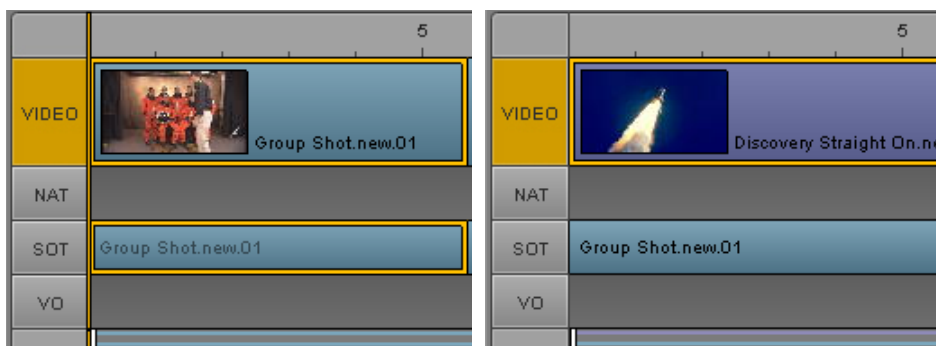 5
VIDEO
Group Shot.new.01
NAT
SOT
Group Shot.new.01
VO
5
VIDEO
Discovery Straight On.n
NAT
SOT
Group Shot.new.01
VO